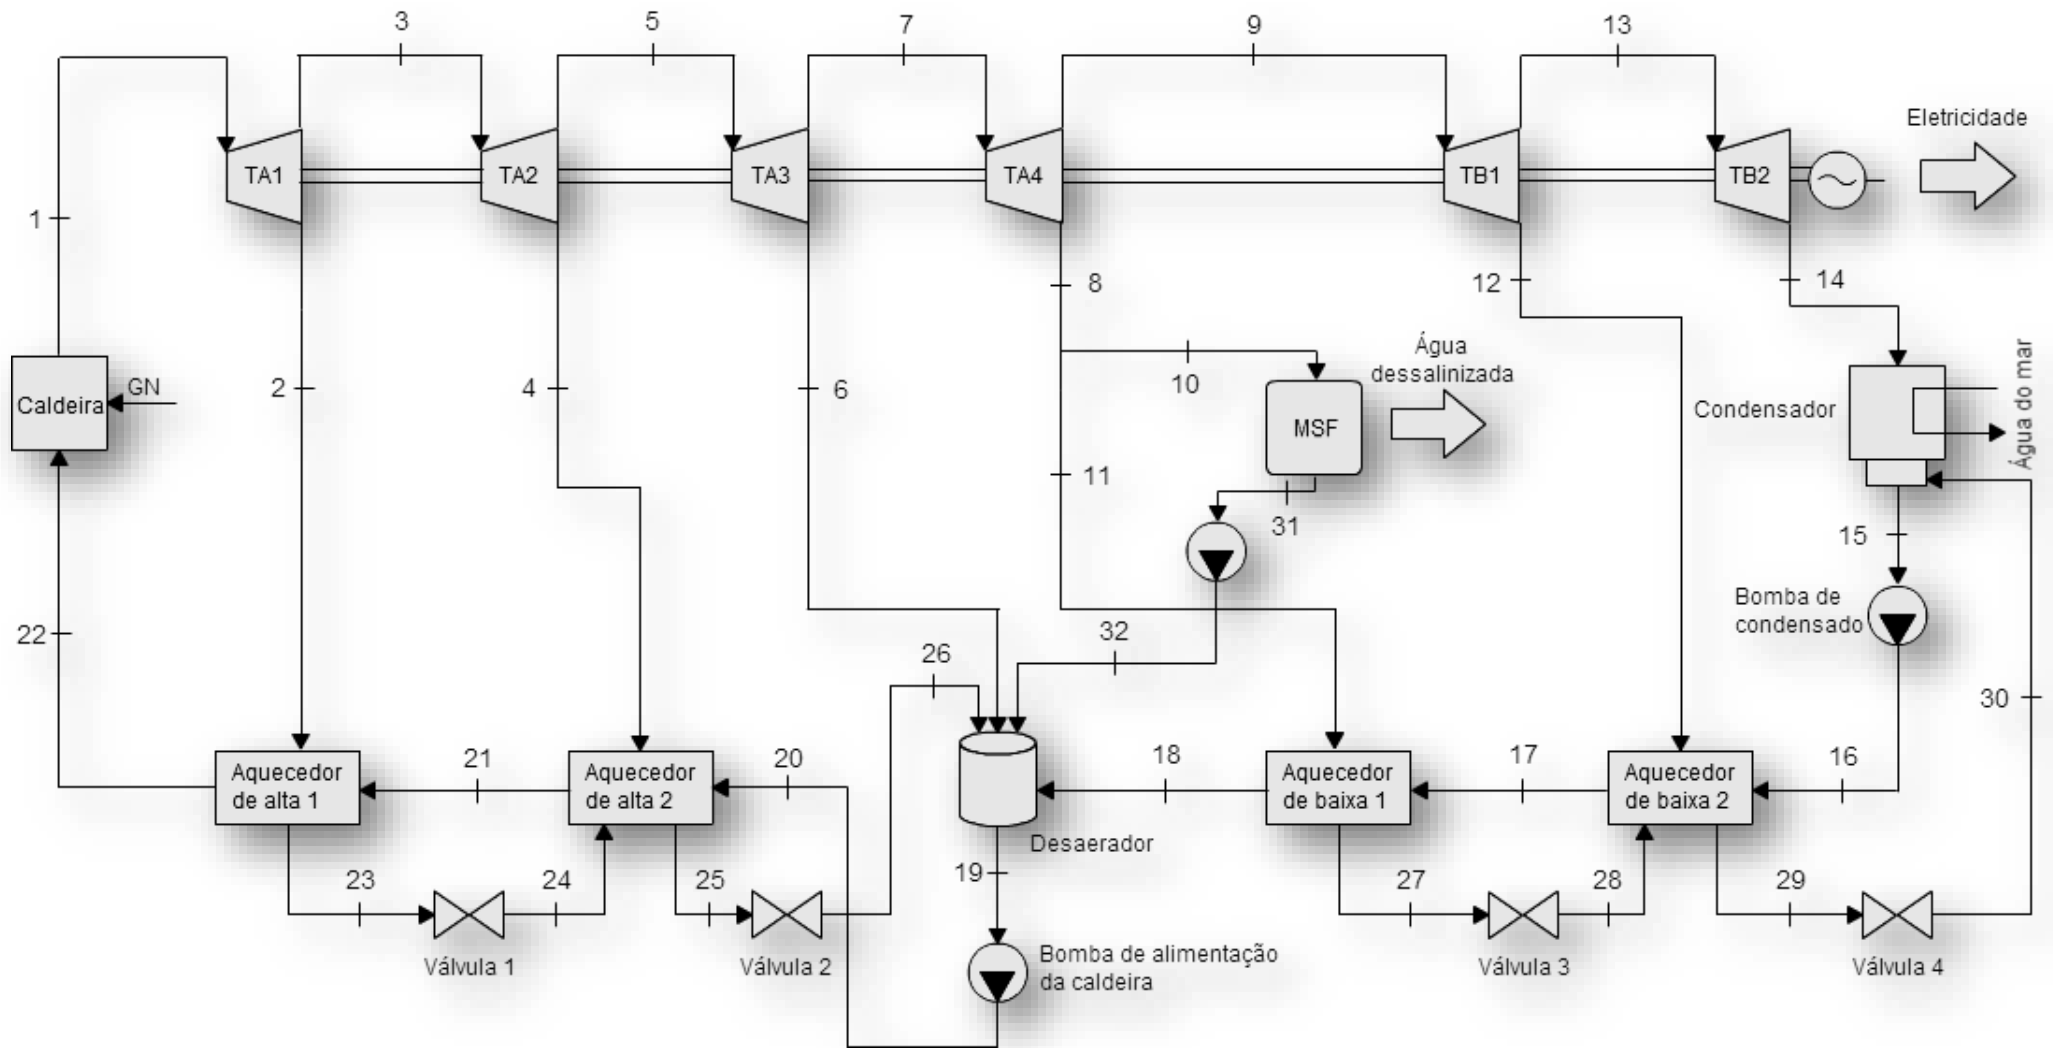 3
5
7
9
13
Eletricidade
TA1
TA2
TA3
TA4
TB1
TB2
1
8
12
14
Água
dessalinizada
Água do mar
GN
Caldeira
2
4
6
10
MSF
Condensador
11
31
15
Bomba de
condensado
22
32
26
30
21
20
18
17
16
Aquecedor
de alta 1
Aquecedor
de alta 2
Aquecedor
de baixa 1
Aquecedor
de baixa 2
Desaerador
19
23
24
25
27
28
29
Válvula 1
Válvula 2
Bomba de alimentação
da caldeira
Válvula 3
Válvula 4